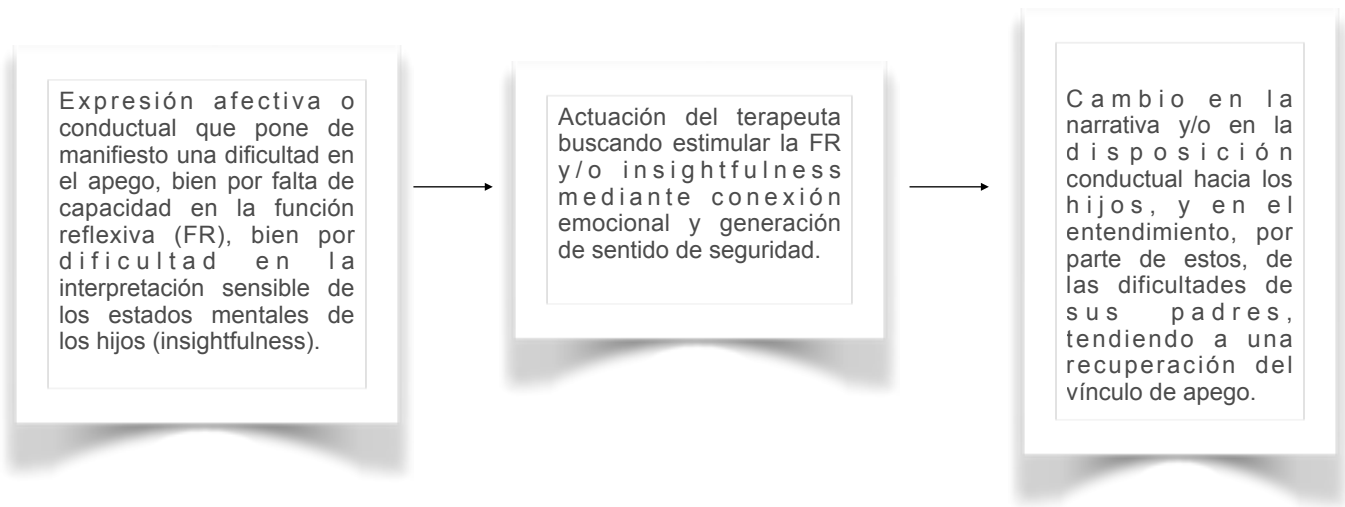 Expresión afectiva o
conductual que pone de
manifiesto una dificultad en
el apego, bien por falta de
capacidad en la función
reflexiva (FR), bien por
dificultad en la
interpretación sensible de
los estados mentales de
los hijos (insightfulness).
Actuación del terapeuta
buscando estimular la FR
y/o insightfulness
mediante conexión
emocional y generación
de sentido de seguridad.
Cambio en la
narrativa y/o en la
disposición
conductual hacia los
hijos, y en el
entendimiento, por
parte de estos, de
las dificultades de
sus padres,
tendiendo a una
recuperación del
vínculo de apego.